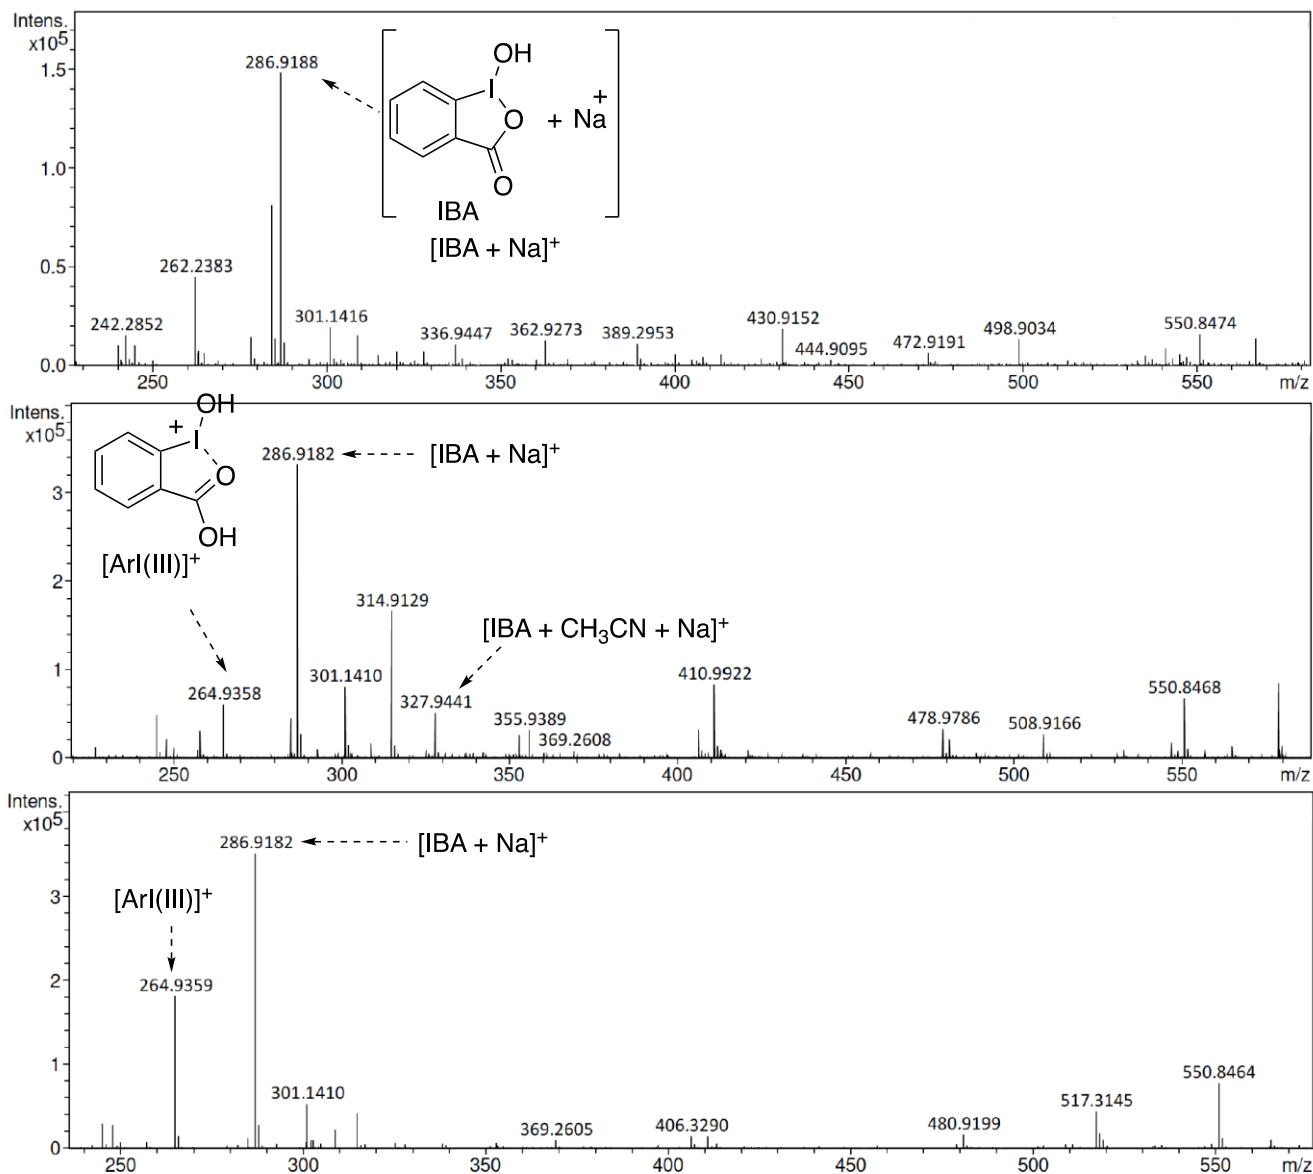 Intens.
x10⁵
1.5
1.0
0.5
0.0
286.9188
OH
I
O
O
+ Na
+
IBA
[IBA + Na]⁺
242.2852
262.2383
301.1416
336.9447
362.9273
389.2953
430.9152
444.9095
472.9191
498.9034
550.8474
250
300
350
400
450
500
550
m/z
Intens.
x10⁵
3
2
1
0
OH
+
I
O
OH
[ArI(III)]⁺
286.9182
[IBA + Na]⁺
314.9129
[IBA + CH₃CN + Na]⁺
264.9358
301.1410
327.9441
355.9389
369.2608
410.9922
478.9786
508.9166
550.8468
250
300
350
400
450
500
550
m/z
Intens.
x10⁵
3
2
1
0
286.9182
[IBA + Na]⁺
[ArI(III)]⁺
264.9359
301.1410
369.2605
406.3290
480.9199
517.3145
550.8464
250
300
350
400
450
500
550
m/z